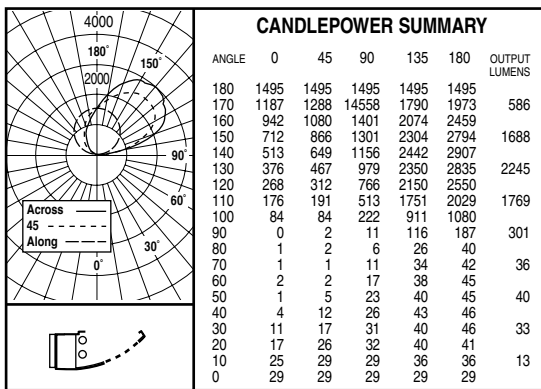 4000
180°
150°
2000
90°
60°
30°
0°
Across
45
Along
CANDLEPOWER SUMMARY
ANGLE 0 45 90 135 180 OUTPUT LUMENS
180 1495 1495 1495 1495 1495
170 1187 1288 14558 1790 1973 586
160 942 1080 1401 2074 2459
150 712 866 1301 2304 2794 1688
140 513 649 1156 2442 2907
130 376 467 979 2350 2835 2245
120 268 312 766 2150 2550
110 176 191 513 1751 2029 1769
100 84 84 222 911 1080
90 0 2 11 116 187 301
80 1 2 6 26 40
70 1 1 11 34 42 36
60 2 2 17 38 45
50 1 5 23 40 45 40
40 4 12 26 43 46
30 11 17 31 40 46 33
20 17 26 32 40 41
10 25 29 29 36 36 13
0 29 29 29 29 29